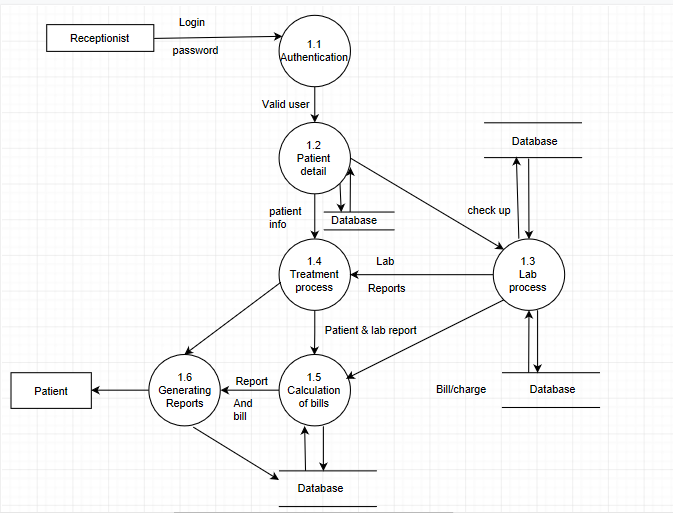 Login
Receptionist
password
1.1
Authentication
Valid user
1.2
Patient
detail
Database
check up
patient
info
Database
1.4
Treatment
process
Lab
Reports
1.3
Lab
process
Patient & lab report
1.6
Generating
Reports
Patient
Report
And
bill
1.5
Calculation
of bills
Bill/charge
Database
Database